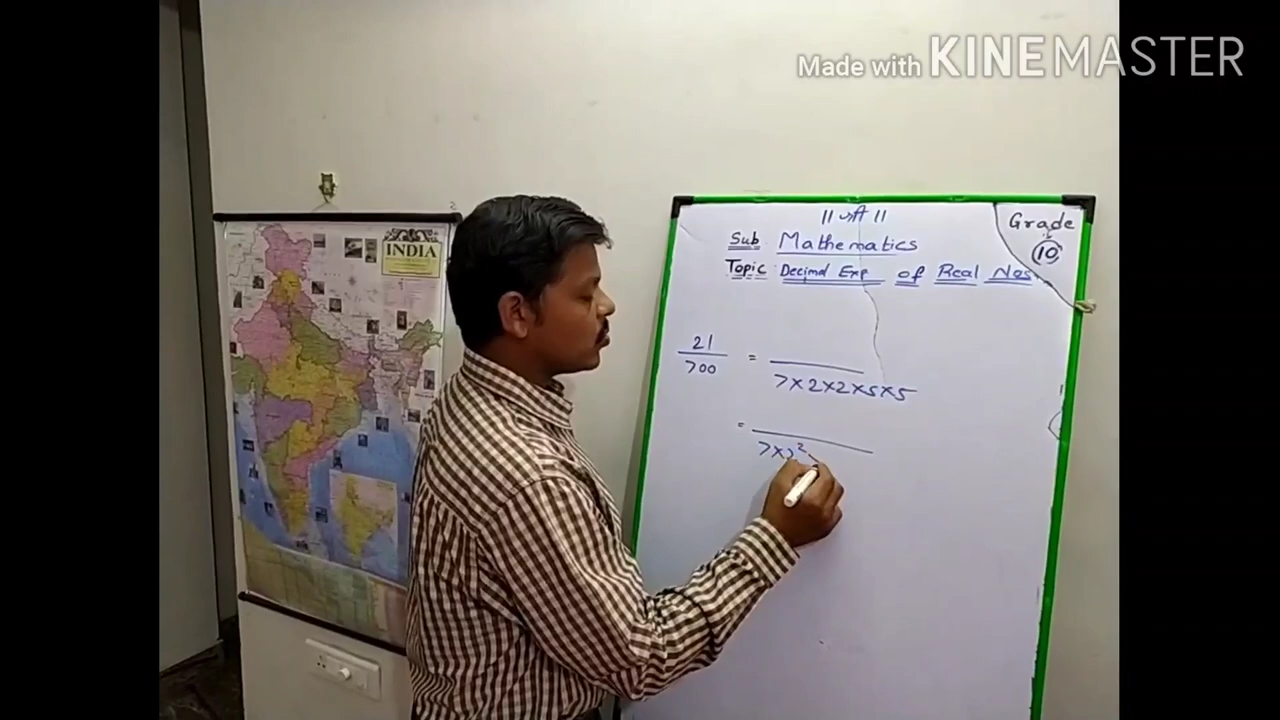 Made with KINEMASTER
INDIA
Grade
10
Sub Mathematics
Topic Decimal Exp of Real Nos
21
700
=
7×2×2×5×5
=
7×2²